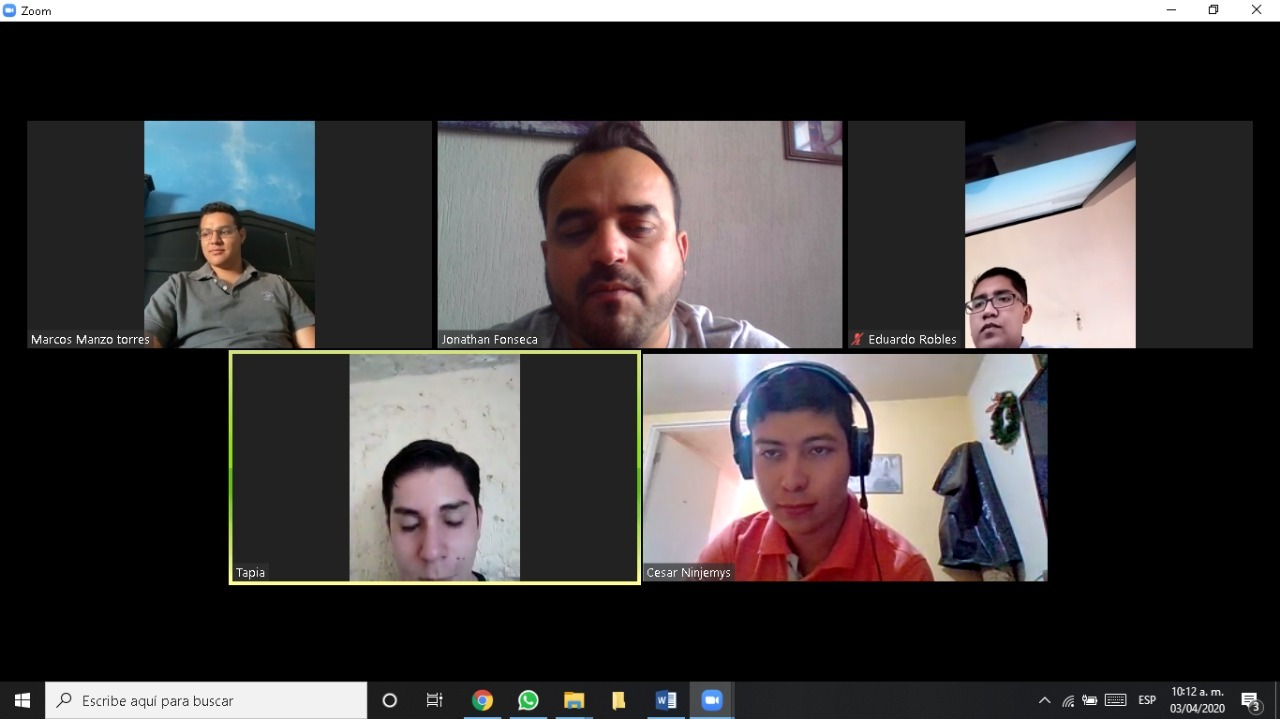 Zoom
Marcos Manzo torres
Jonathan Fonseca
Eduardo Robles
Tapia
Cesar Ninjemys
Escribe aquí para buscar
ESP
10:12 a. m.
03/04/2020
3